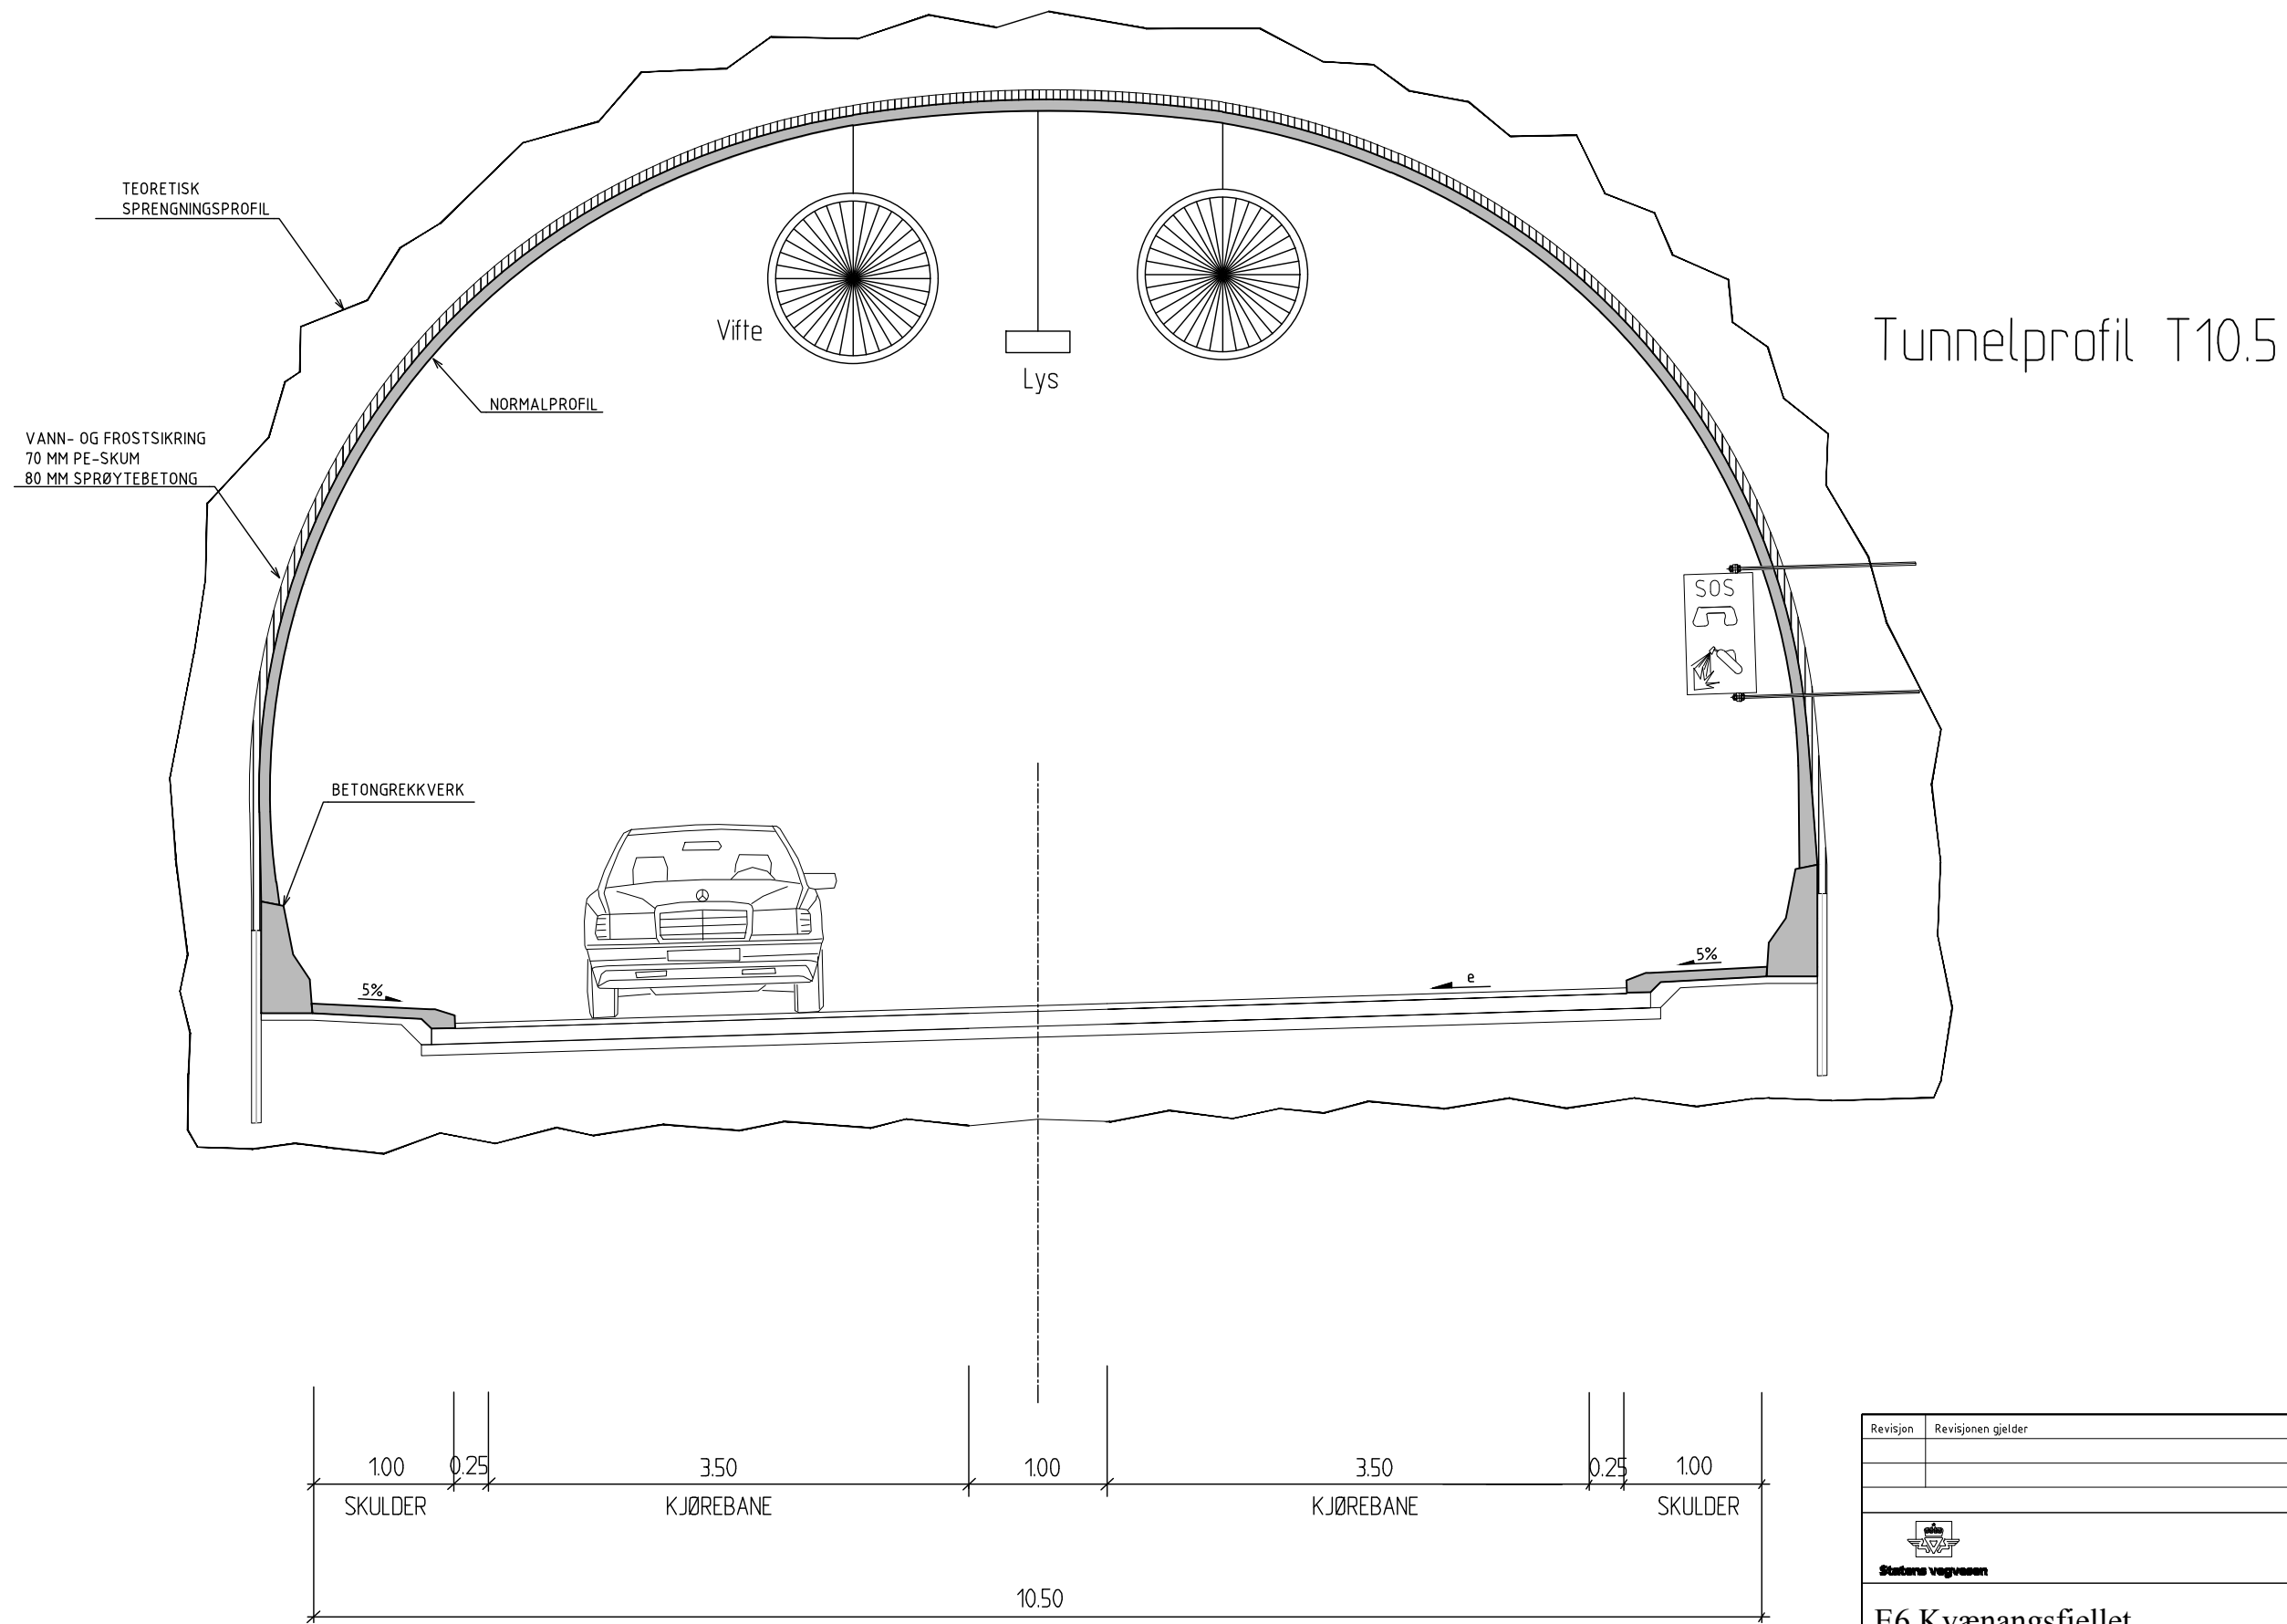 TEORETISK
SPRENGNINGSPROFIL
Vifte
Lys
Tunnelprofil T10.5
NORMALPROFIL
VANN- OG FROSTSIKRING
70 MM PE-SKUM
80 MM SPRØYTEBETONG
SOS
BETONGREKKVERK
5%
e
5%
1.00 0.25 3.50 1.00 3.50 0.25 1.00
SKULDER KJØREBANE KJØREBANE SKULDER
10.50
Revisjon Revisjonen gjelder
Statens vegvesen
E6 Kvænangsfjellet